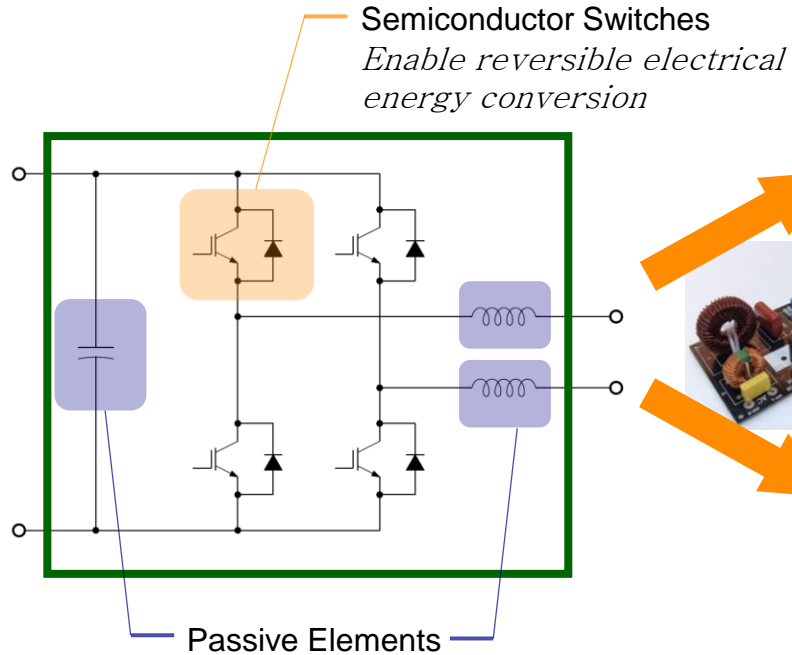 Semiconductor Switches
Enable reversible electrical
energy conversion
Passive Elements